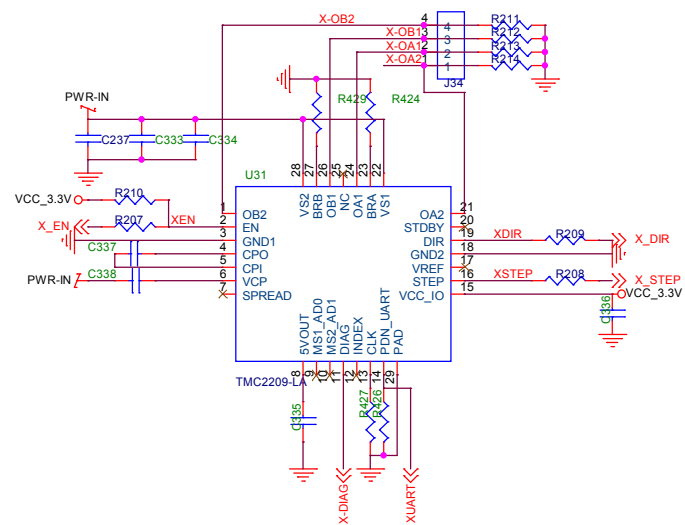 X-OB2
4
4
R211
X-OB1
3
3
R212
X-OA1
2
2
R213
X-OA2
1
1
R214
J34
PWR-IN
R429
R424
C237
C333
C334
U31
28
27
26
25
24
23
22
VS2
BRB
OB1
NC
OA1
BRA
VS1
VCC_3.3V
R210
X_EN
R207
XEN
C337
PWR-IN
C338
1
OB2
2
EN
3
GND1
4
CPO
5
CPI
6
VCP
7
SPREAD
OA2
21
STDBY
20
DIR
19
GND2
18
VREF
17
STEP
16
VCC_IO
15
XDIR
R209
X_DIR
XSTEP
R208
X_STEP
VCC_3.3V
C336
5VOUT
MS1_AD0
MS2_AD1
DIAG
INDEX
CLK
PDN_UART
PAD
8
9
10
11
12
13
14
29
TMC2209-LA
C335
R427
R426
X-DIAG
XUART